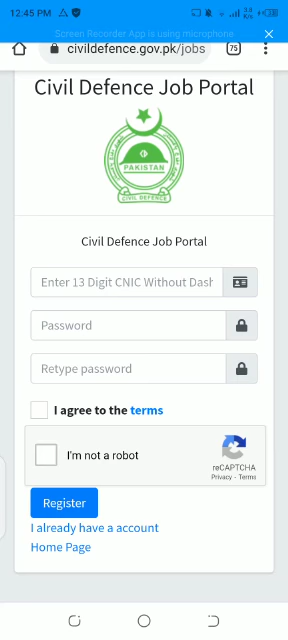 12:45 PM
Screen Recorder App is using microphone
civildefence.gov.pk/jobs
75
Civil Defence Job Portal
PAKISTAN
CIVIL DEFENCE
Civil Defence Job Portal
Enter 13 Digit CNIC Without Dash
Password
Retype password
I agree to the terms
I'm not a robot
reCAPTCHA
Privacy - Terms
Register
I already have a account
Home Page